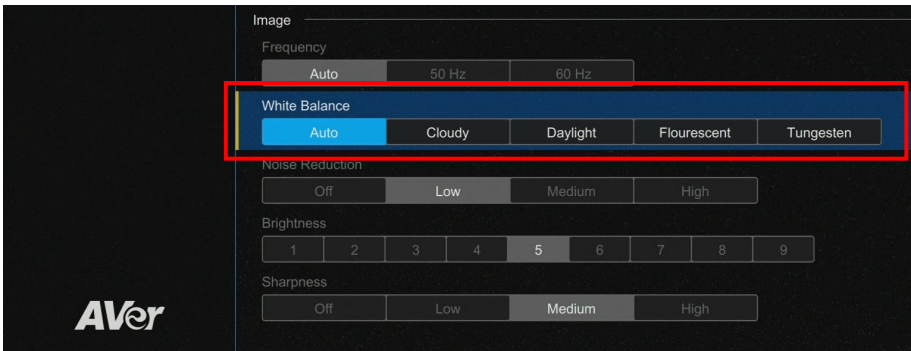 Image
Frequency
Auto 50 Hz 60 Hz
White Balance
Auto Cloudy Daylight Flourescent Tungesten
Noise Reduction
Off Low Medium High
Brightness
1 2 3 4 5 6 7 8 9
Sharpness
Off Low Medium High
AVer